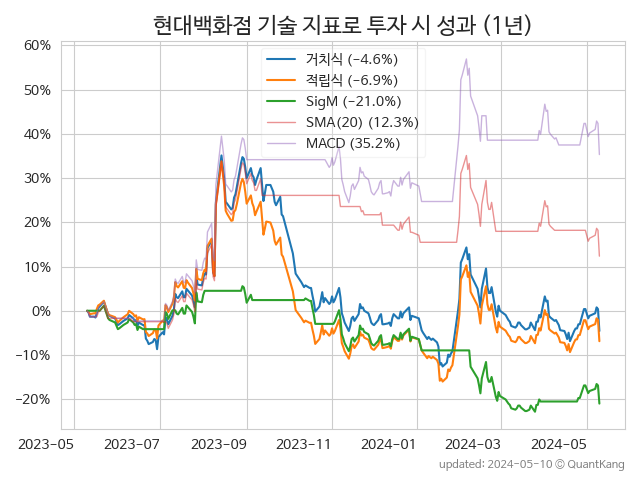 현대백화점 기술 지표로 투자 시 성과 (1년)
60%
50%
40%
30%
20%
10%
0%
−10%
−20%
거치식 (−4.6%)
적립식 (−6.9%)
SigM (−21.0%)
SMA(20) (12.3%)
MACD (35.2%)
2023-05 2023-07 2023-09 2023-11 2024-01 2024-03 2024-05
updated: 2024-05-10 © QuantKang